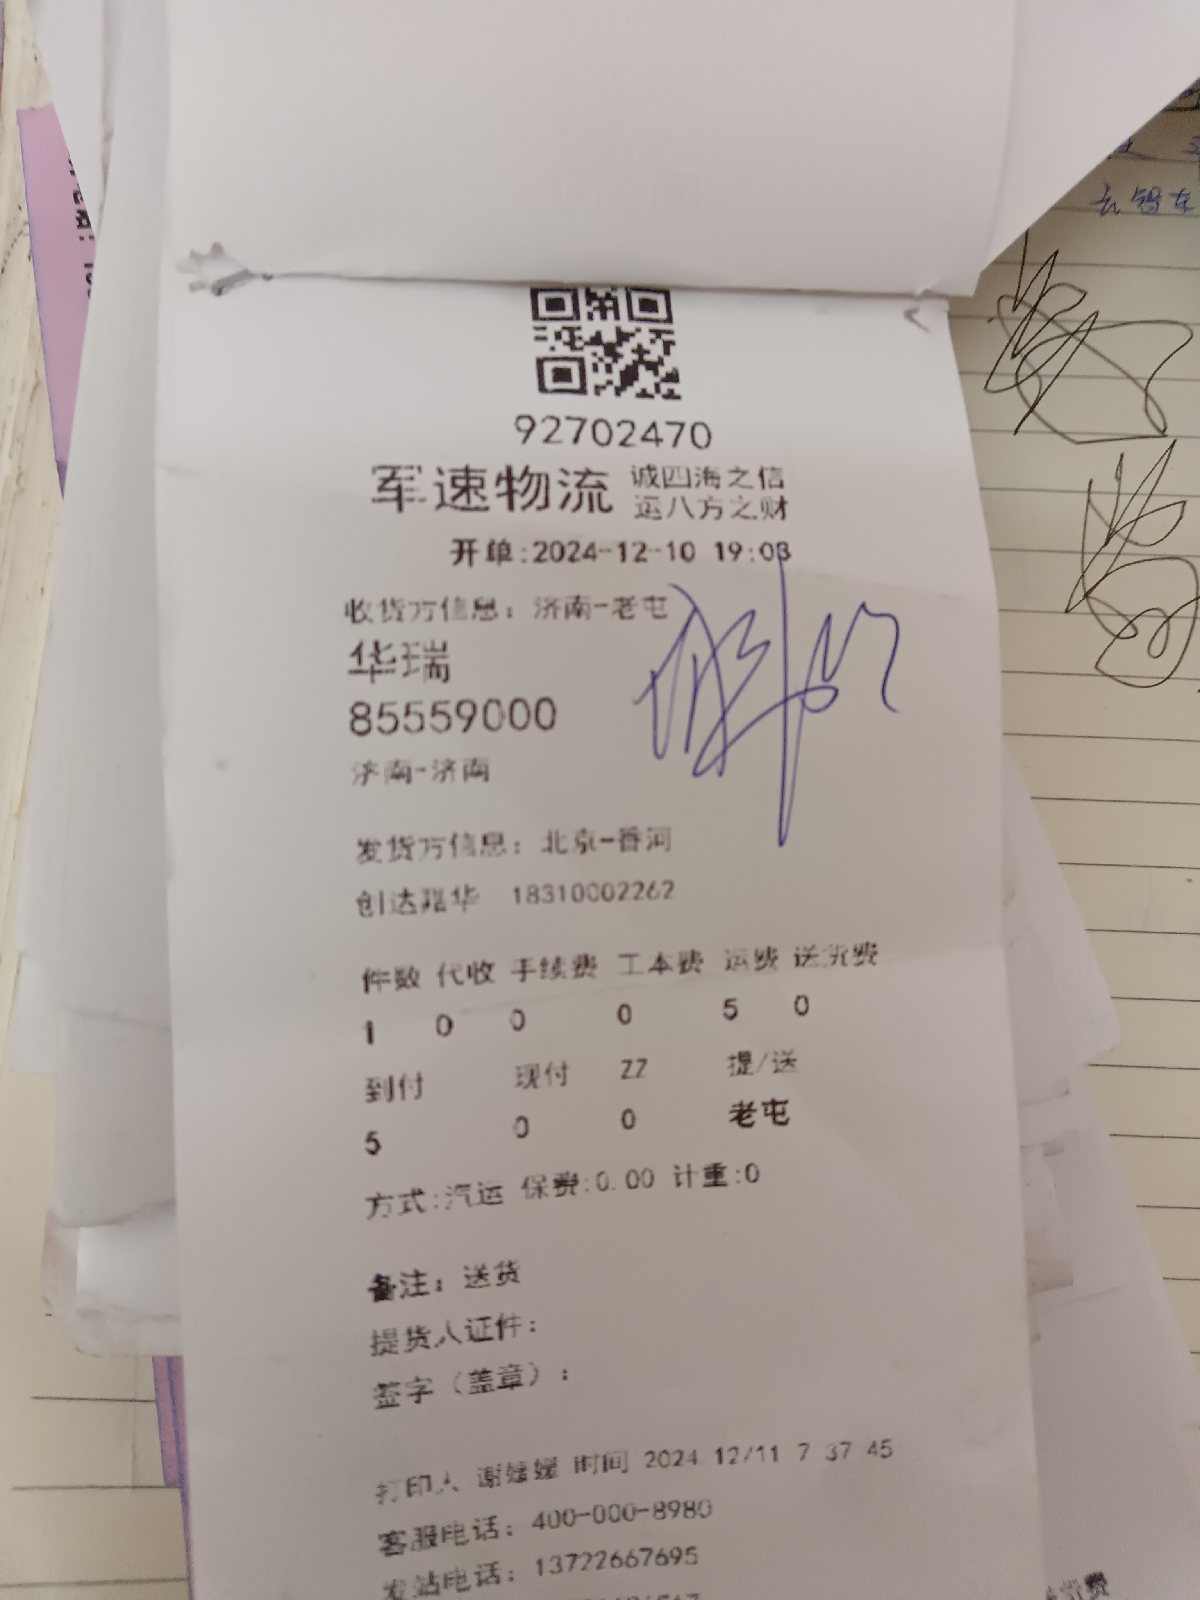 92702470
军速物流 诚四海之信
运八方之财
开单:2024-12-10 19:08
收货方信息: 济南-老屯
华瑞
85559000
济南-济南
发货方信息: 北京-香河
创达瑞华 18310002262
件数 代收 手续费 工本费 运费 送货费
1 0 0 0 5 0
到付 现付 ZZ 提/送
5 0 0 老屯
方式:汽运 保费:0.00 计重:0
备注: 送货
提货人证件:
签字(盖章):
打印人 谢媛媛 时间 2024 12/11 7 37 45
客服电话: 400-000-8980
发站电话: 13722667695